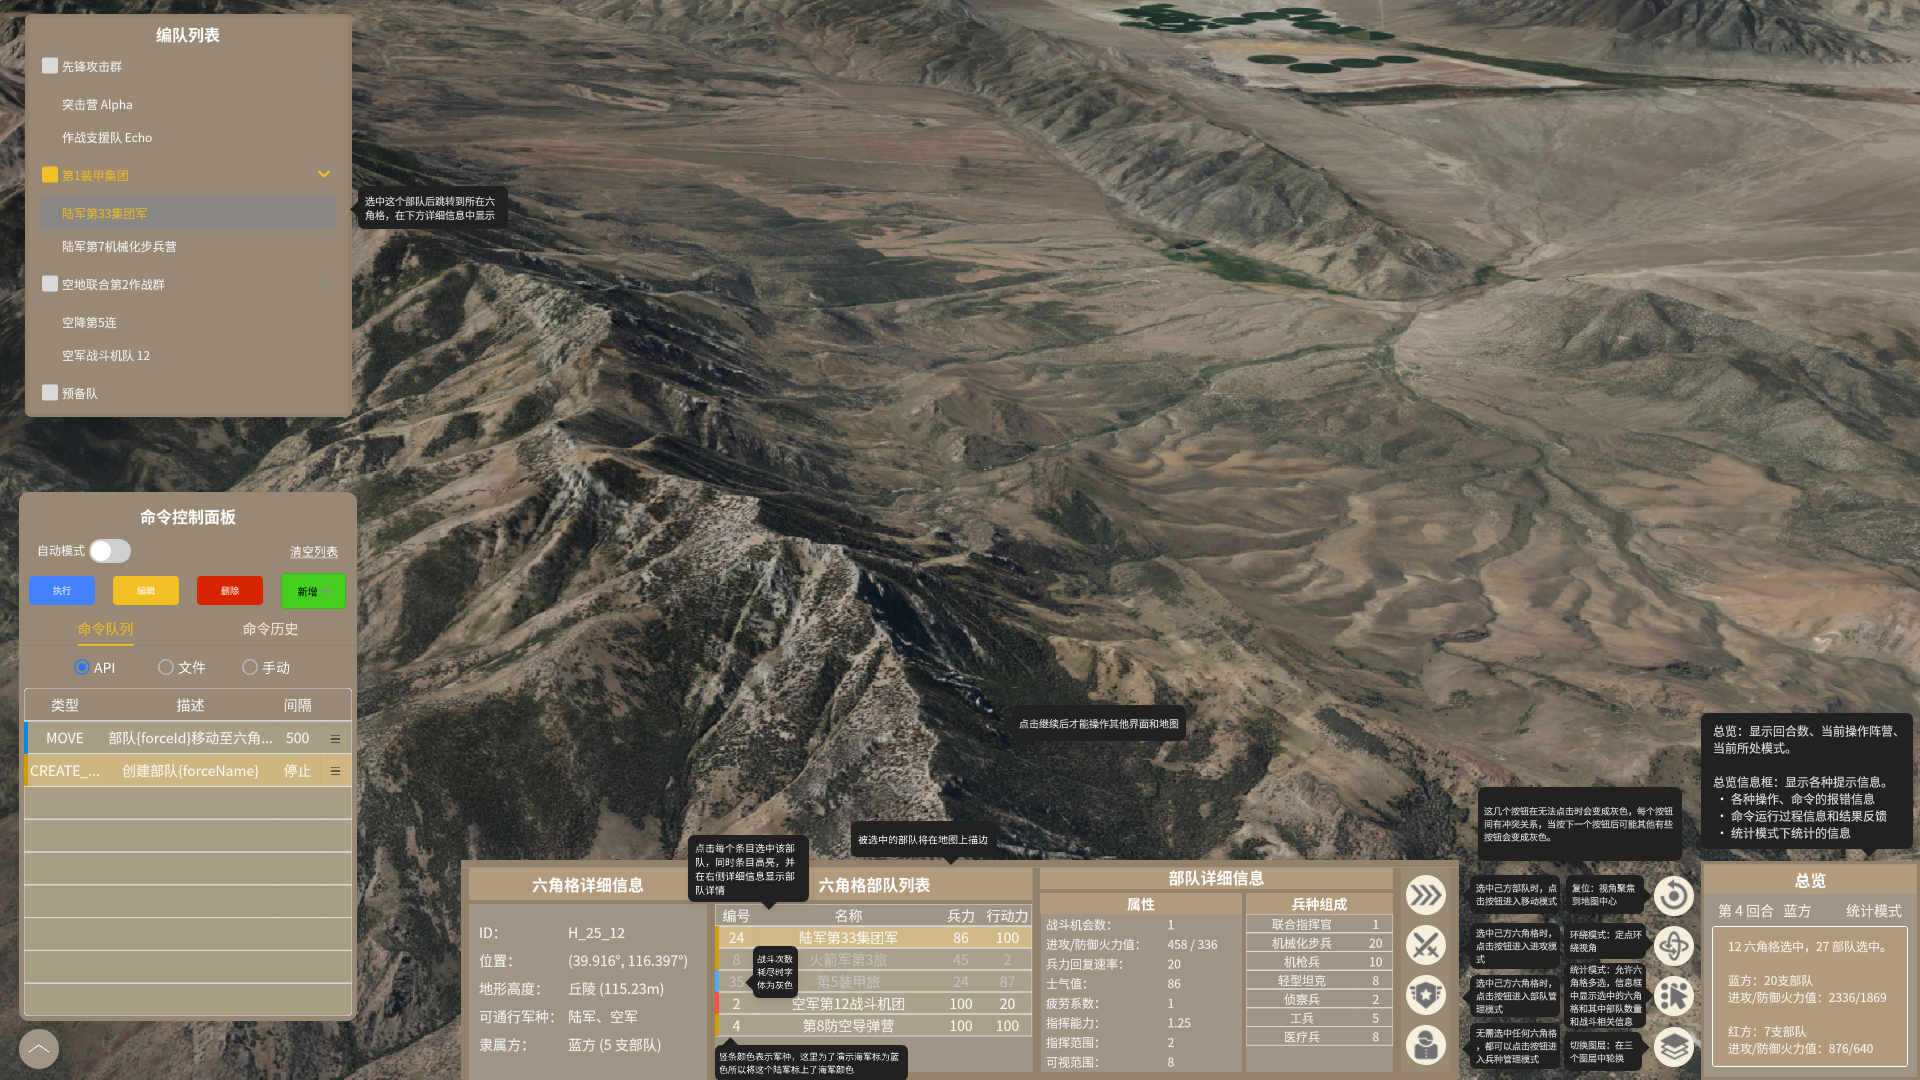 编队列表
先锋攻击群
突击营 Alpha
作战支援队 Echo
第1装甲集团
陆军第33集团军
陆军第7机械化步兵营
空地联合第2作战群
空降第5连
空军战斗机队 12
预备队
选中这个部队后跳转到所在六
角格，在下方详细信息中显示
命令控制面板
自动模式
清空列表
执行
编辑
删除
新增
命令队列
命令历史
API
文件
手动
类型 描述 间隔
MOVE 部队{forceId}移动至六角... 500
CREATE_... 创建部队{forceName} 停止
点击继续后才能操作其他界面和地图
被选中的部队将在地图上描边
点击每个条目选中该部
队，同时条目高亮，并
在右侧详细信息显示部
队详情
六角格详细信息
ID： H_25_12
位置： (39.916°, 116.397°)
地形高度： 丘陵 (115.23m)
可通行军种： 陆军、空军
隶属方： 蓝方 (5 支部队)
六角格部队列表
编号 名称 兵力 行动力
24 陆军第33集团军 86 100
8 火箭军第3旅 45 2
35 第5装甲旅 24 87
2 空军第12战斗机团 100 20
4 第8防空导弹营 100 100
战斗次数
耗尽时字
体为灰色
竖条颜色表示军种，这里为了演示海军标为蓝
色所以将这个陆军标上了海军颜色
部队详细信息
属性
战斗机会数： 1
进攻/防御火力值： 458 / 336
兵力回复速率： 20
士气值： 86
疲劳系数： 1
指挥能力： 1.25
指挥范围： 2
可视范围： 8
兵种组成
联合指挥官 1
机械化步兵 20
机枪兵 10
轻型坦克 8
侦察兵 2
工兵 5
医疗兵 8
这几个按钮在无法点击时会变成灰色，每个按钮
间有冲突关系，当按下一个按钮后可能其他有些
按钮会变成灰色。
选中己方部队时，点
击按钮进入移动模式
选中己方六角格时，
点击按钮进入进攻模
式
选中己方六角格时，
点击按钮进入部队管
理模式
无需选中任何六角格
，都可以点击按钮进
入兵种管理模式
复位：视角聚焦
到地图中心
环绕模式：定点环
绕视角
统计模式：允许六
角格多选，信息框
中显示选中的六角
格和其中部队数量
和战斗相关信息
切换图层：在三
个图层中轮换
总览：显示回合数、当前操作阵营、
当前所处模式。
总览信息框：显示各种提示信息。
• 各种操作、命令的报错信息
• 命令运行过程信息和结果反馈
• 统计模式下统计的信息
总览
第 4 回合 蓝方 统计模式
12 六角格选中，27 部队选中。
蓝方：20支部队
进攻/防御火力值：2336/1869
红方：7支部队
进攻/防御火力值：876/640